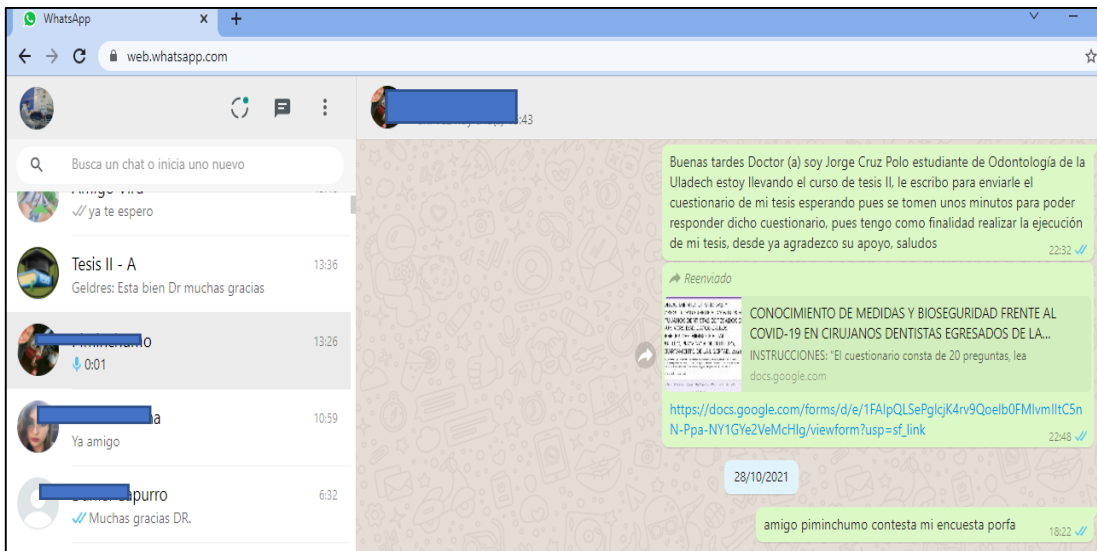 WhatsApp
web.whatsapp.com
Busca un chat o inicia uno nuevo
ya te espero
Tesis II - A
13:36
Geldres: Esta bien Dr muchas gracias
13:26
0:01
10:59
Ya amigo
6:32
Muchas gracias DR.
:43
Buenas tardes Doctor (a) soy Jorge Cruz Polo estudiante de Odontología de la
Uladech estoy llevando el curso de tesis II, le escribo para enviarle el
cuestionario de mi tesis esperando pues se tomen unos minutos para poder
responder dicho cuestionario, pues tengo como finalidad realizar la ejecución
de mi tesis, desde ya agradezco su apoyo, saludos
22:32
Reenviado
CONOCIMIENTO DE MEDIDAS Y BIOSEGURIDAD FRENTE AL
COVID-19 EN CIRUJANOS DENTISTAS EGRESADOS DE LA...
INSTRUCCIONES: "El cuestionario consta de 20 preguntas, lea
docs.google.com
https://docs.google.com/forms/d/e/1FAIpQLSePglcjK4rv9Qoelb0FMIvmlItC5n
N-Ppa-NY1GYe2VeMcHIg/viewform?usp=sf_link
22:48
28/10/2021
amigo piminchumo contesta mi encuesta porfa
18:22